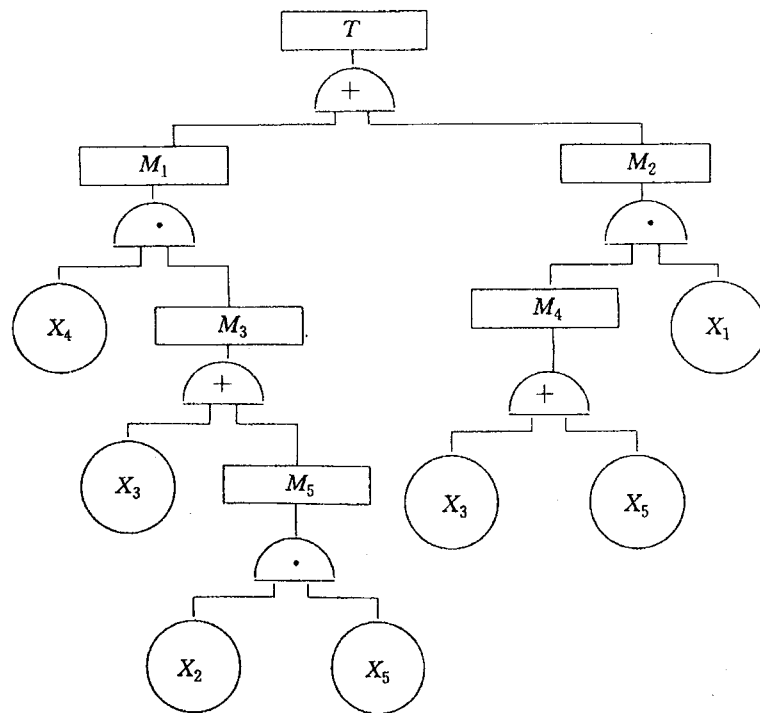 T
+
M₁
M₂
·
·
X₄
M₃
M₄
X₁
+
+
X₃
M₅
X₃
X₅
·
X₂
X₅